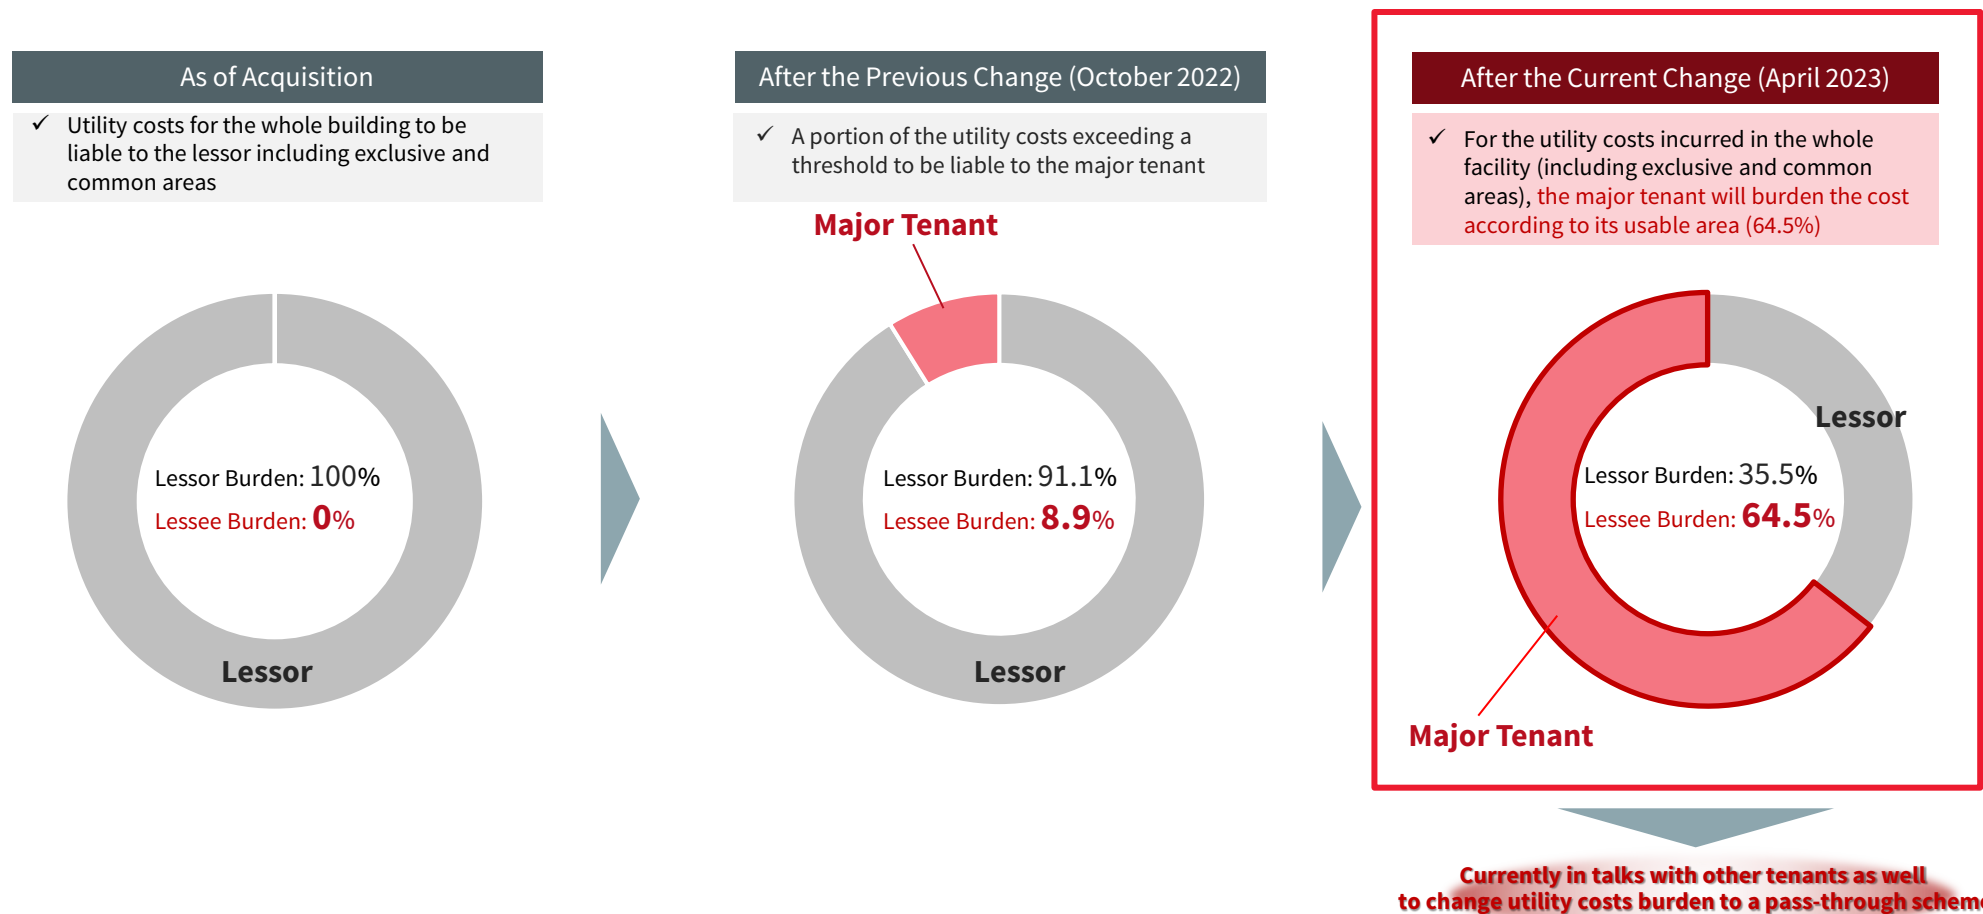 As of Acquisition
✓ Utility costs for the whole building to be
liable to the lessor including exclusive and
common areas
Lessor Burden: 100%
Lessee Burden: 0%
Lessor
After the Previous Change (October 2022)
✓ A portion of the utility costs exceeding a
threshold to be liable to the major tenant
Major Tenant
Lessor Burden: 91.1%
Lessee Burden: 8.9%
Lessor
After the Current Change (April 2023)
✓ For the utility costs incurred in the whole
facility (including exclusive and common
areas), the major tenant will burden the cost
according to its usable area (64.5%)
Lessor
Lessor Burden: 35.5%
Lessee Burden: 64.5%
Major Tenant
Currently in talks with other tenants as well
to change utility costs burden to a pass-through schem